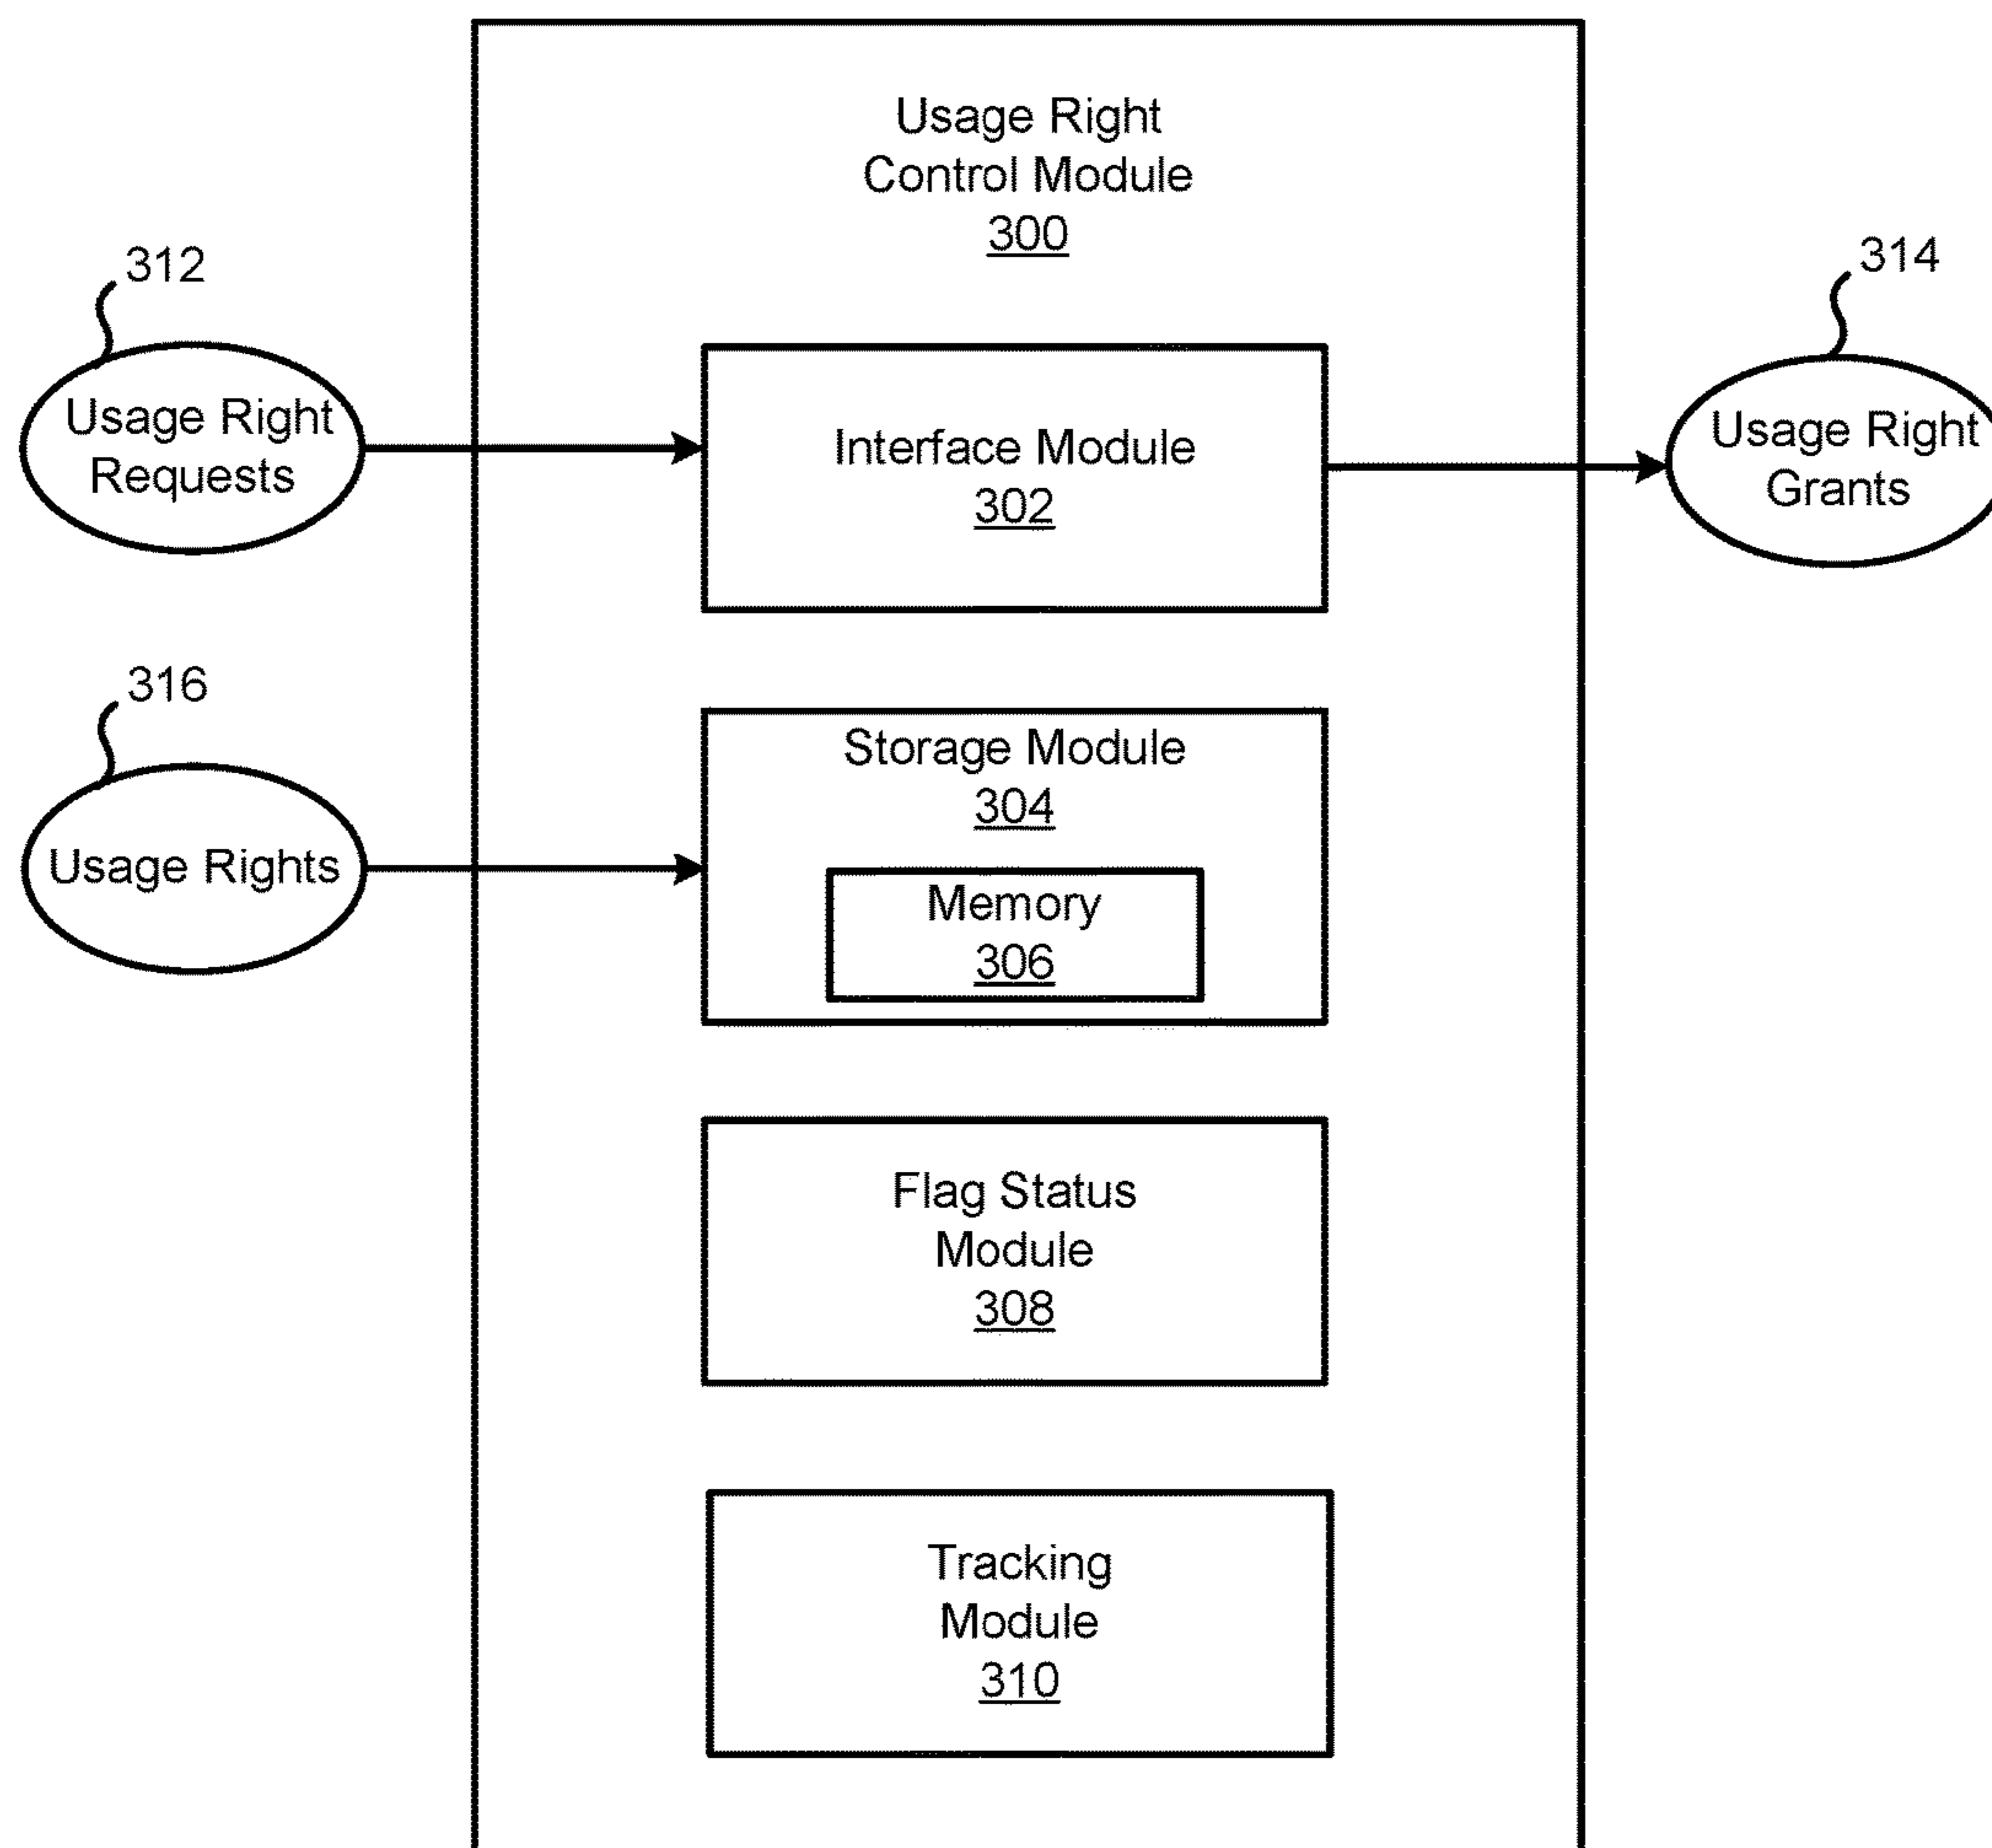 Usage Right
Control Module
300
312
314
Usage Right
Requests
Interface Module
302
Usage Right
Grants
316
Usage Rights
Storage Module
304
Memory
306
Flag Status
Module
308
Tracking
Module
310